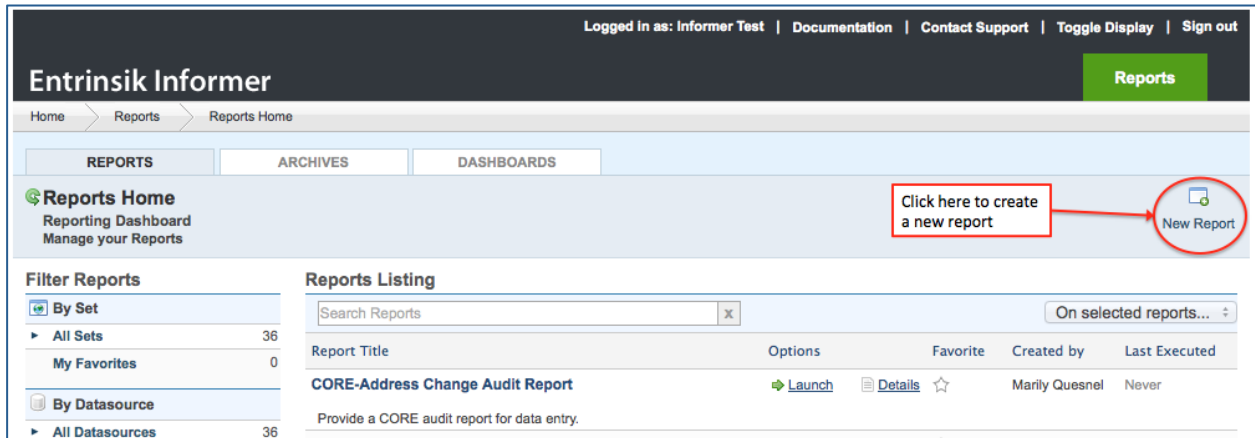 Logged in as: Informer Test | Documentation | Contact Support | Toggle Display | Sign out
Entrinsik Informer
Reports
Home Reports Reports Home
REPORTS ARCHIVES DASHBOARDS
Reports Home
Reporting Dashboard
Manage your Reports
Click here to create
a new report
New Report
Filter Reports
By Set
All Sets 36
My Favorites 0
By Datasource
All Datasources 36
Reports Listing
Search Reports x
On selected reports...
Report Title Options Favorite Created by Last Executed
CORE-Address Change Audit Report Launch Details Marily Quesnel Never
Provide a CORE audit report for data entry.